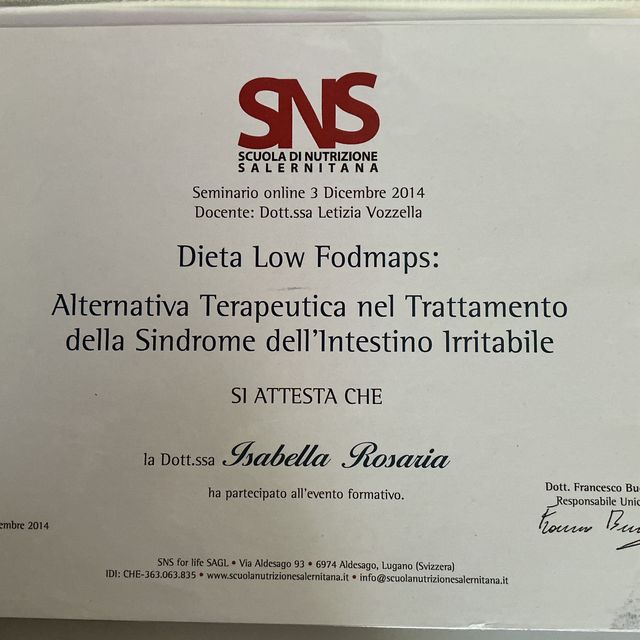 SNS
SCUOLA DI NUTRIZIONE
SALERNITANA
Seminario online 3 Dicembre 2014
Docente: Dott.ssa Letizia Vozzella
Dieta Low Fodmaps:
Alternativa Terapeutica nel Trattamento
della Sindrome dell'Intestino Irritabile
SI ATTESTA CHE
la Dott.ssa Isabella Rosaria
ha partecipato all'evento formativo.
Dott. Francesco
Responsabile
2014
SNS for life SAGL • Via Aldesago 93 • 6974 Aldesago, Lugano (Svizzera)
IDI: CHE-363.063.835 • www.scuolanutrizionesalernitana.it • info@scuolanutrizionesalernitana.it